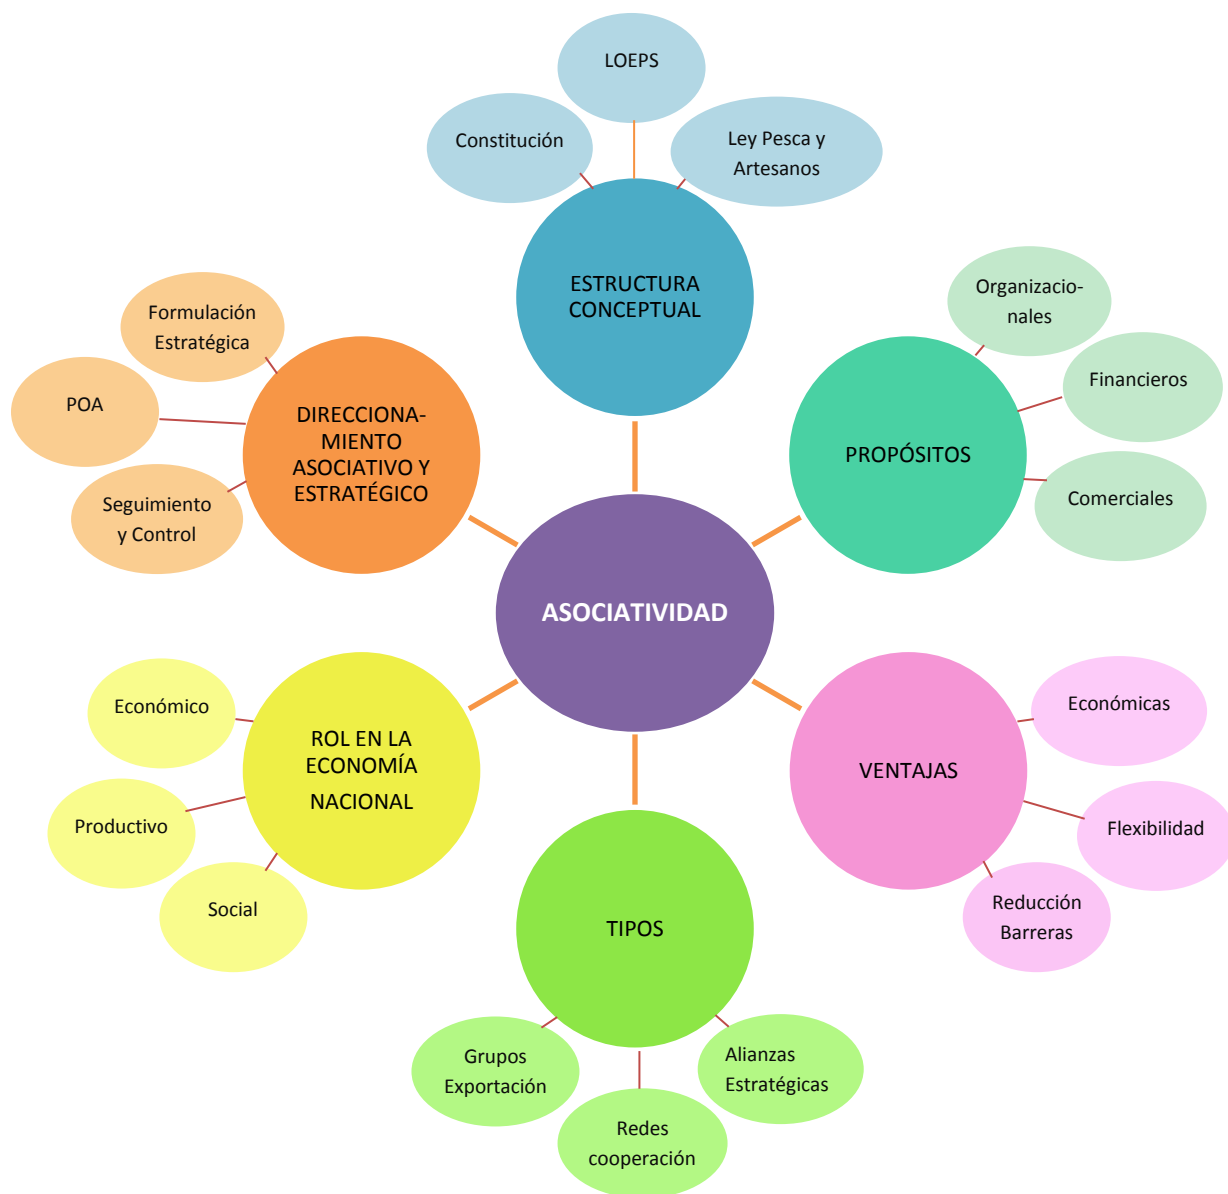 LOEPS
Constitución
Ley Pesca y
Artesanos
ESTRUCTURA
CONCEPTUAL
Organizacio-
nales
Financieros
Comerciales
PROPÓSITOS
Formulación
Estratégica
POA
Seguimiento
y Control
DIRECCIONA-
MIENTO
ASOCIATIVO Y
ESTRATÉGICO
ASOCIATIVIDAD
Económico
Productivo
Social
ROL EN LA
ECONOMÍA
NACIONAL
VENTAJAS
Económicas
Flexibilidad
Reducción
Barreras
TIPOS
Grupos
Exportación
Redes
cooperación
Alianzas
Estratégicas